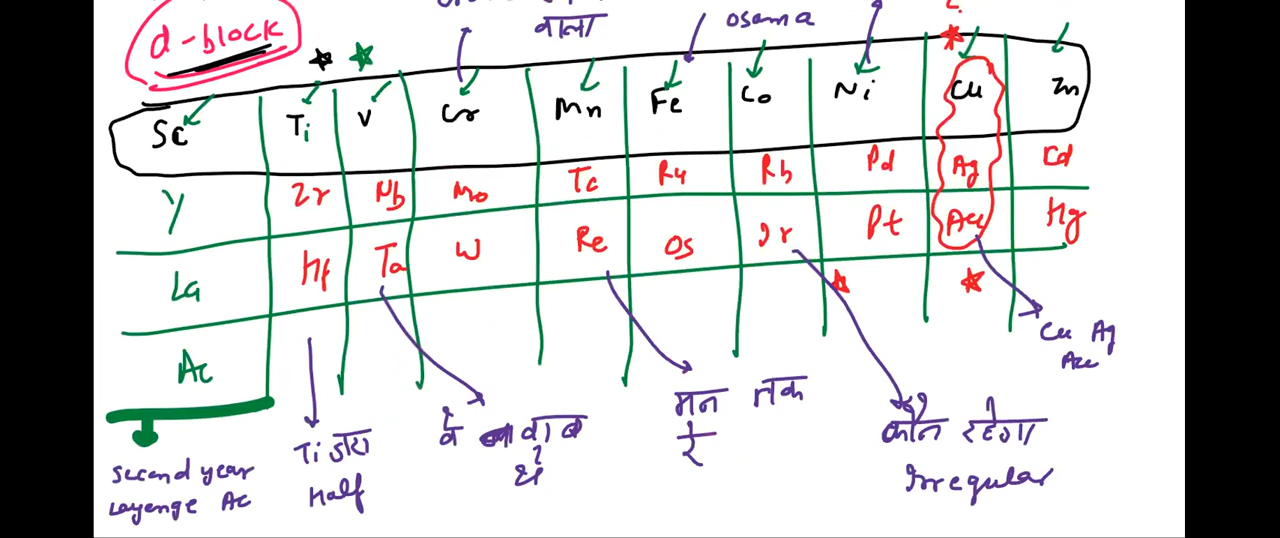 वाला
osama
d-block
Sc Ti V Cr Mn Fe Co Ni Cu Zn
Y Zr Nb Mo Tc Ru Rb Pd Ag Cd
La Hf Ta W Re Os Ir Pt Au Hg
Ac
Cu Ag
Au
मन तक
रे
कौन रहेगा
Irregular
Ti
Half
Second year
Layenge Ac